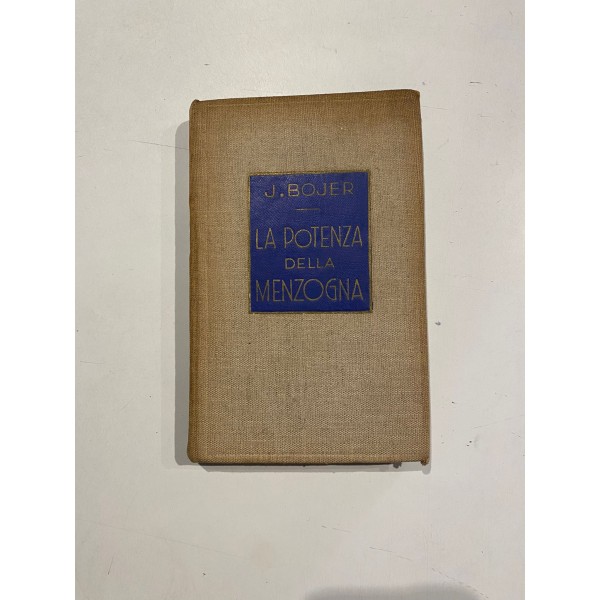 J. BOJER
LA POTENZA
DELLA
MENZOGNA